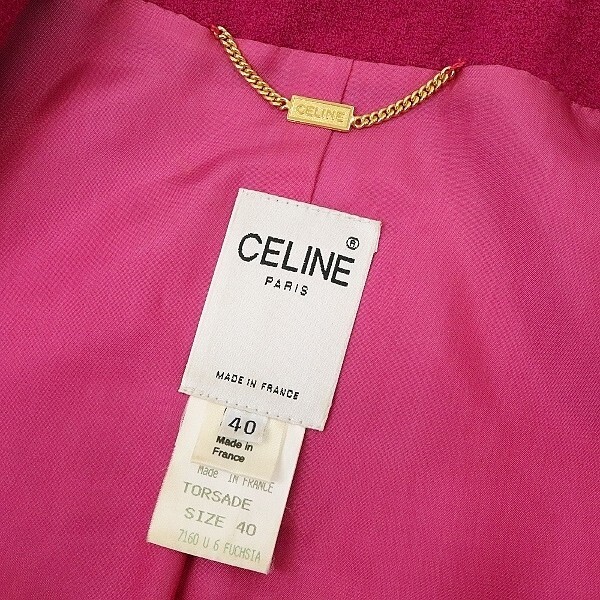 CELINE
CELINE®
PARIS
MADE IN FRANCE
40
Made in
France
Made IN FRANCE
TORSADE
SIZE 40
7160 U 6 FUCHSIA